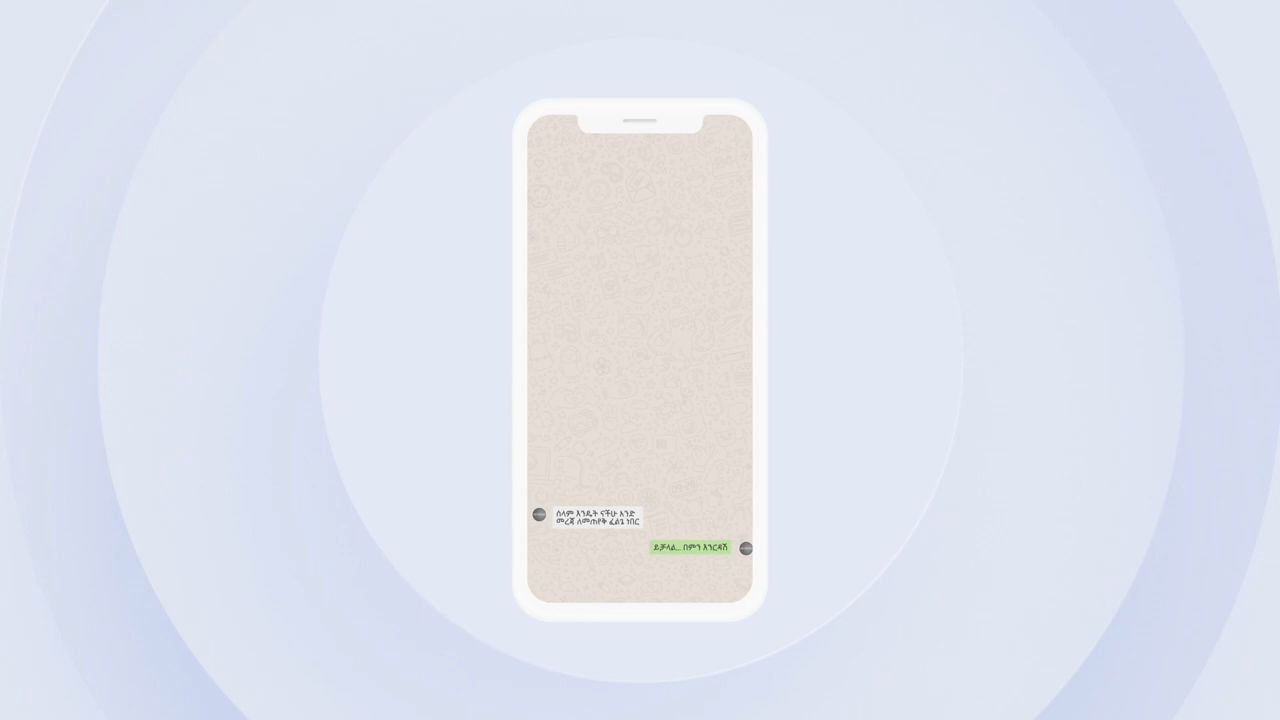 ሰላም እንዴት ናችሁ አንድ
መረጃ ለመጠየቅ ፈልጌ ነበር
ይቻላል... በምን እንርዳሽ